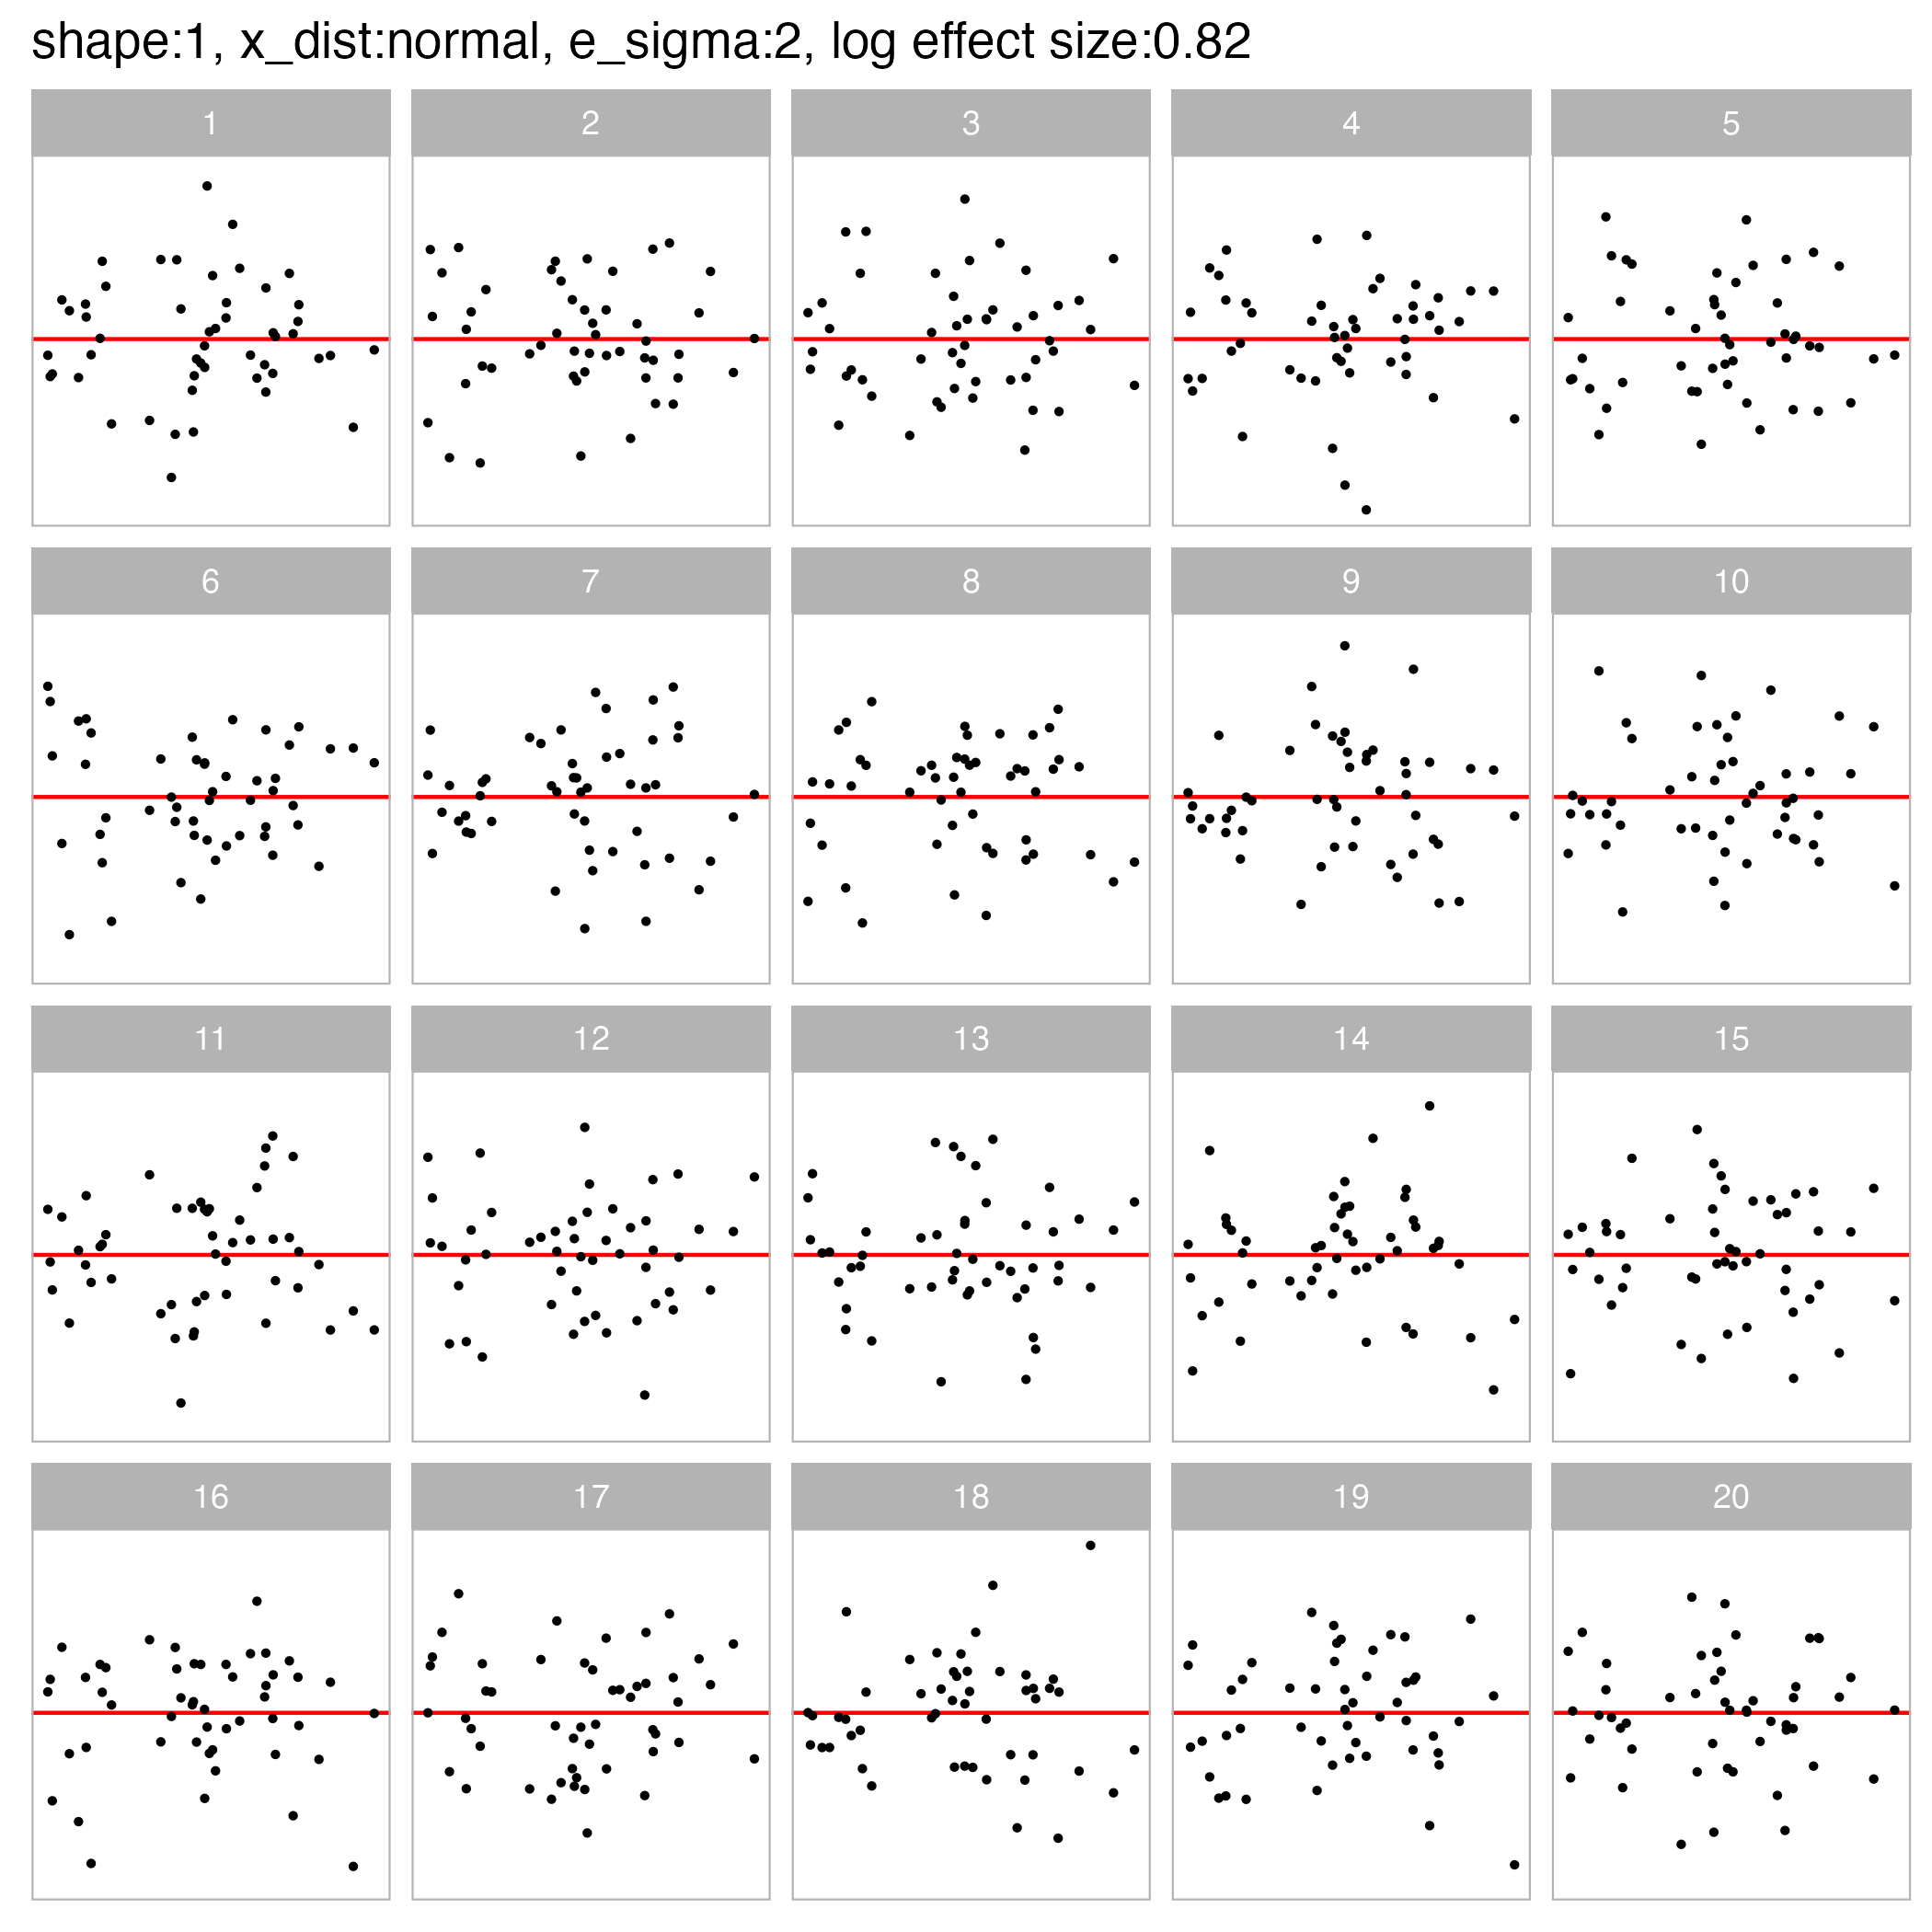 shape:1, x_dist:normal, e_sigma:2, log effect size:0.82
1 2 3 4 5
6 7 8 9 10
11 12 13 14 15
16 17 18 19 20